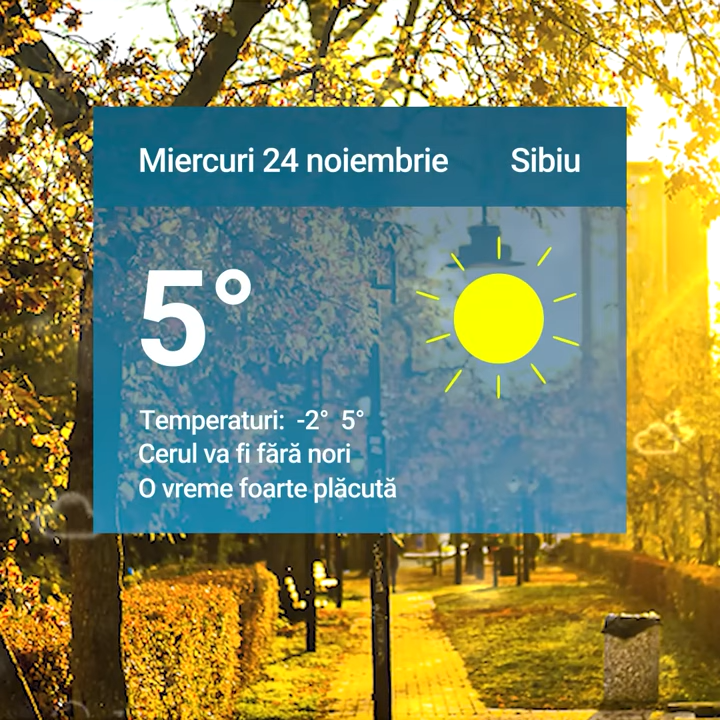 Miercuri 24 noiembrie Sibiu
5°
Temperaturi: -2° 5°
Cerul va fi fără nori
O vreme foarte plăcută